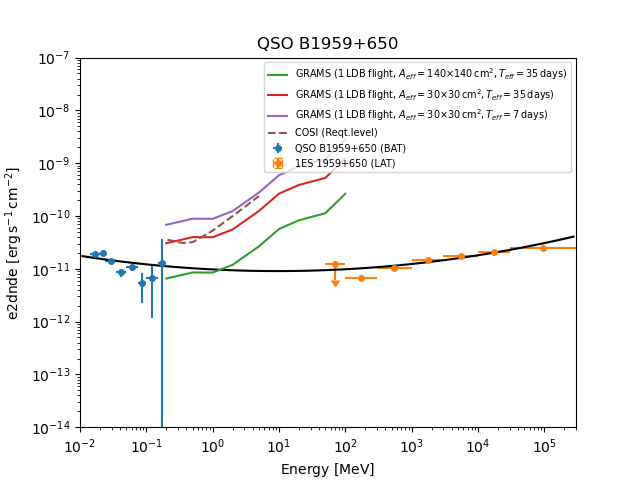 QSO B1959+650
GRAMS (1 LDB flight, A_eff = 140×140 cm², T_eff = 35 days)
GRAMS (1 LDB flight, A_eff = 30×30 cm², T_eff = 35 days)
GRAMS (1 LDB flight, A_eff = 30×30 cm², T_eff = 7 days)
COSI (Reqt.level)
QSO B1959+650 (BAT)
1ES 1959+650 (LAT)
e2dnde [erg s⁻¹ cm⁻²]
10⁻⁷
10⁻⁸
10⁻⁹
10⁻¹⁰
10⁻¹¹
10⁻¹²
10⁻¹³
10⁻¹⁴
10⁻² 10⁻¹ 10⁰ 10¹ 10² 10³ 10⁴ 10⁵
Energy [MeV]